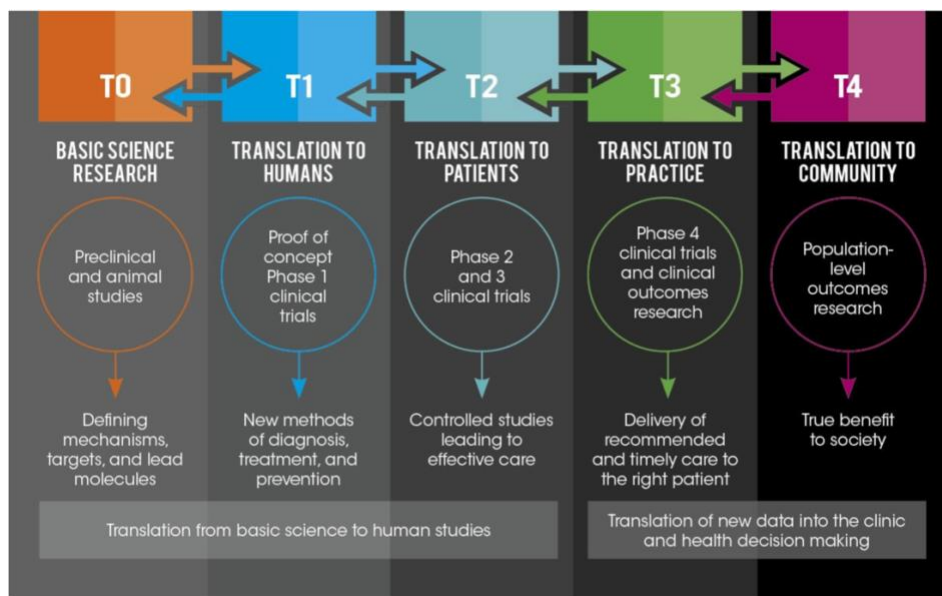 T0
T1
T2
T3
T4
BASIC SCIENCE
RESEARCH
TRANSLATION TO
HUMANS
TRANSLATION TO
PATIENTS
TRANSLATION TO
PRACTICE
TRANSLATION TO
COMMUNITY
Preclinical
and animal
studies
Proof of
concept
Phase 1
clinical
trials
Phase 2
and 3
clinical trials
Phase 4
clinical trials
and clinical
outcomes
research
Population-
level
outcomes
research
Defining
mechanisms,
targets, and lead
molecules
New methods
of diagnosis,
treatment, and
prevention
Controlled studies
leading to
effective care
Delivery of
recommended
and timely care to
the right patient
True benefit
to society
Translation from basic science to human studies
Translation of new data into the clinic
and health decision making